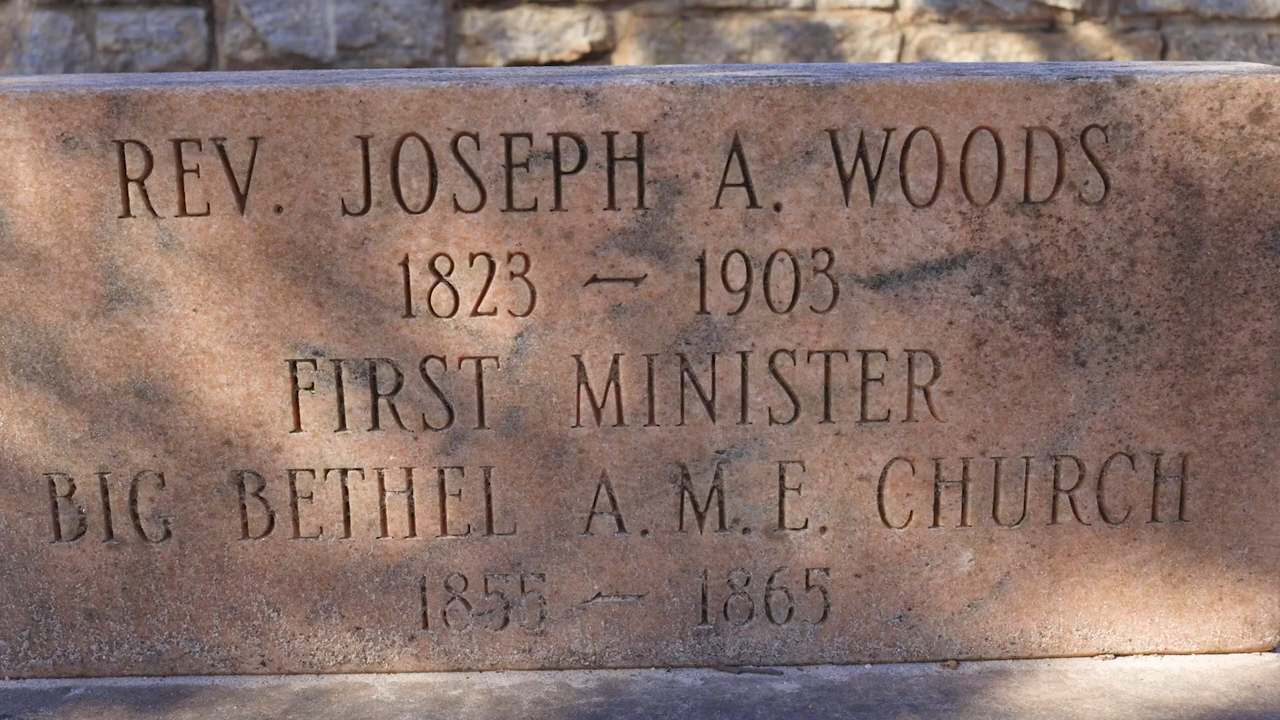 REV. JOSEPH A. WOODS
1823 – 1903
FIRST MINISTER
BIG BETHEL A.M.E. CHURCH
1855 – 1865